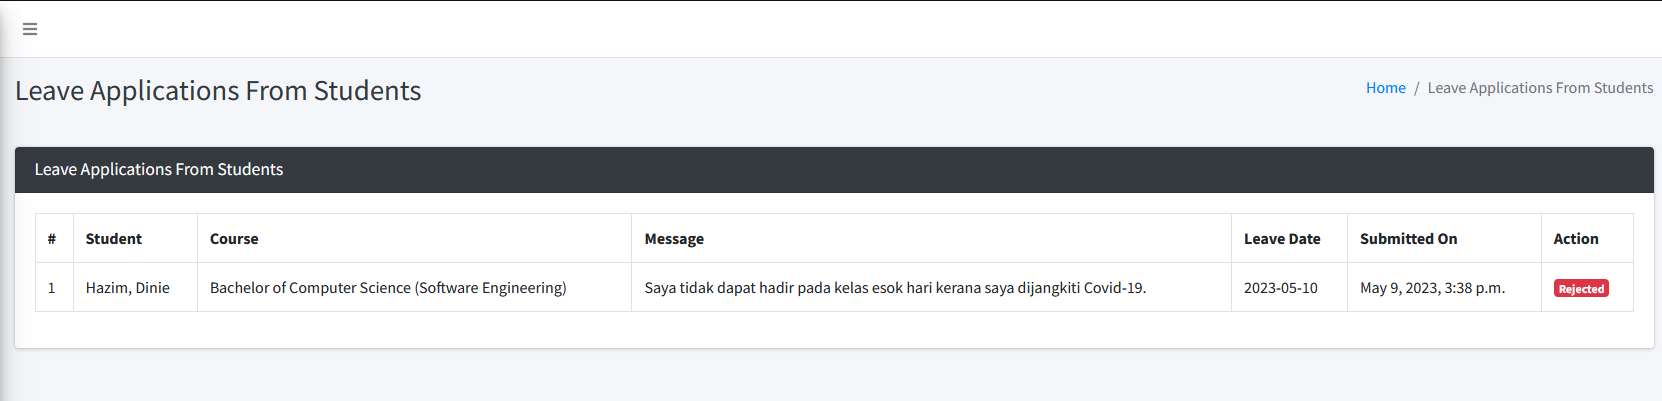 Leave Applications From Students
Home / Leave Applications From Students
Leave Applications From Students
# Student Course Message Leave Date Submitted On Action
1 Hazim, Dinie Bachelor of Computer Science (Software Engineering) Saya tidak dapat hadir pada kelas esok hari kerana saya dijangkiti Covid-19. 2023-05-10 May 9, 2023, 3:38 p.m. Rejected